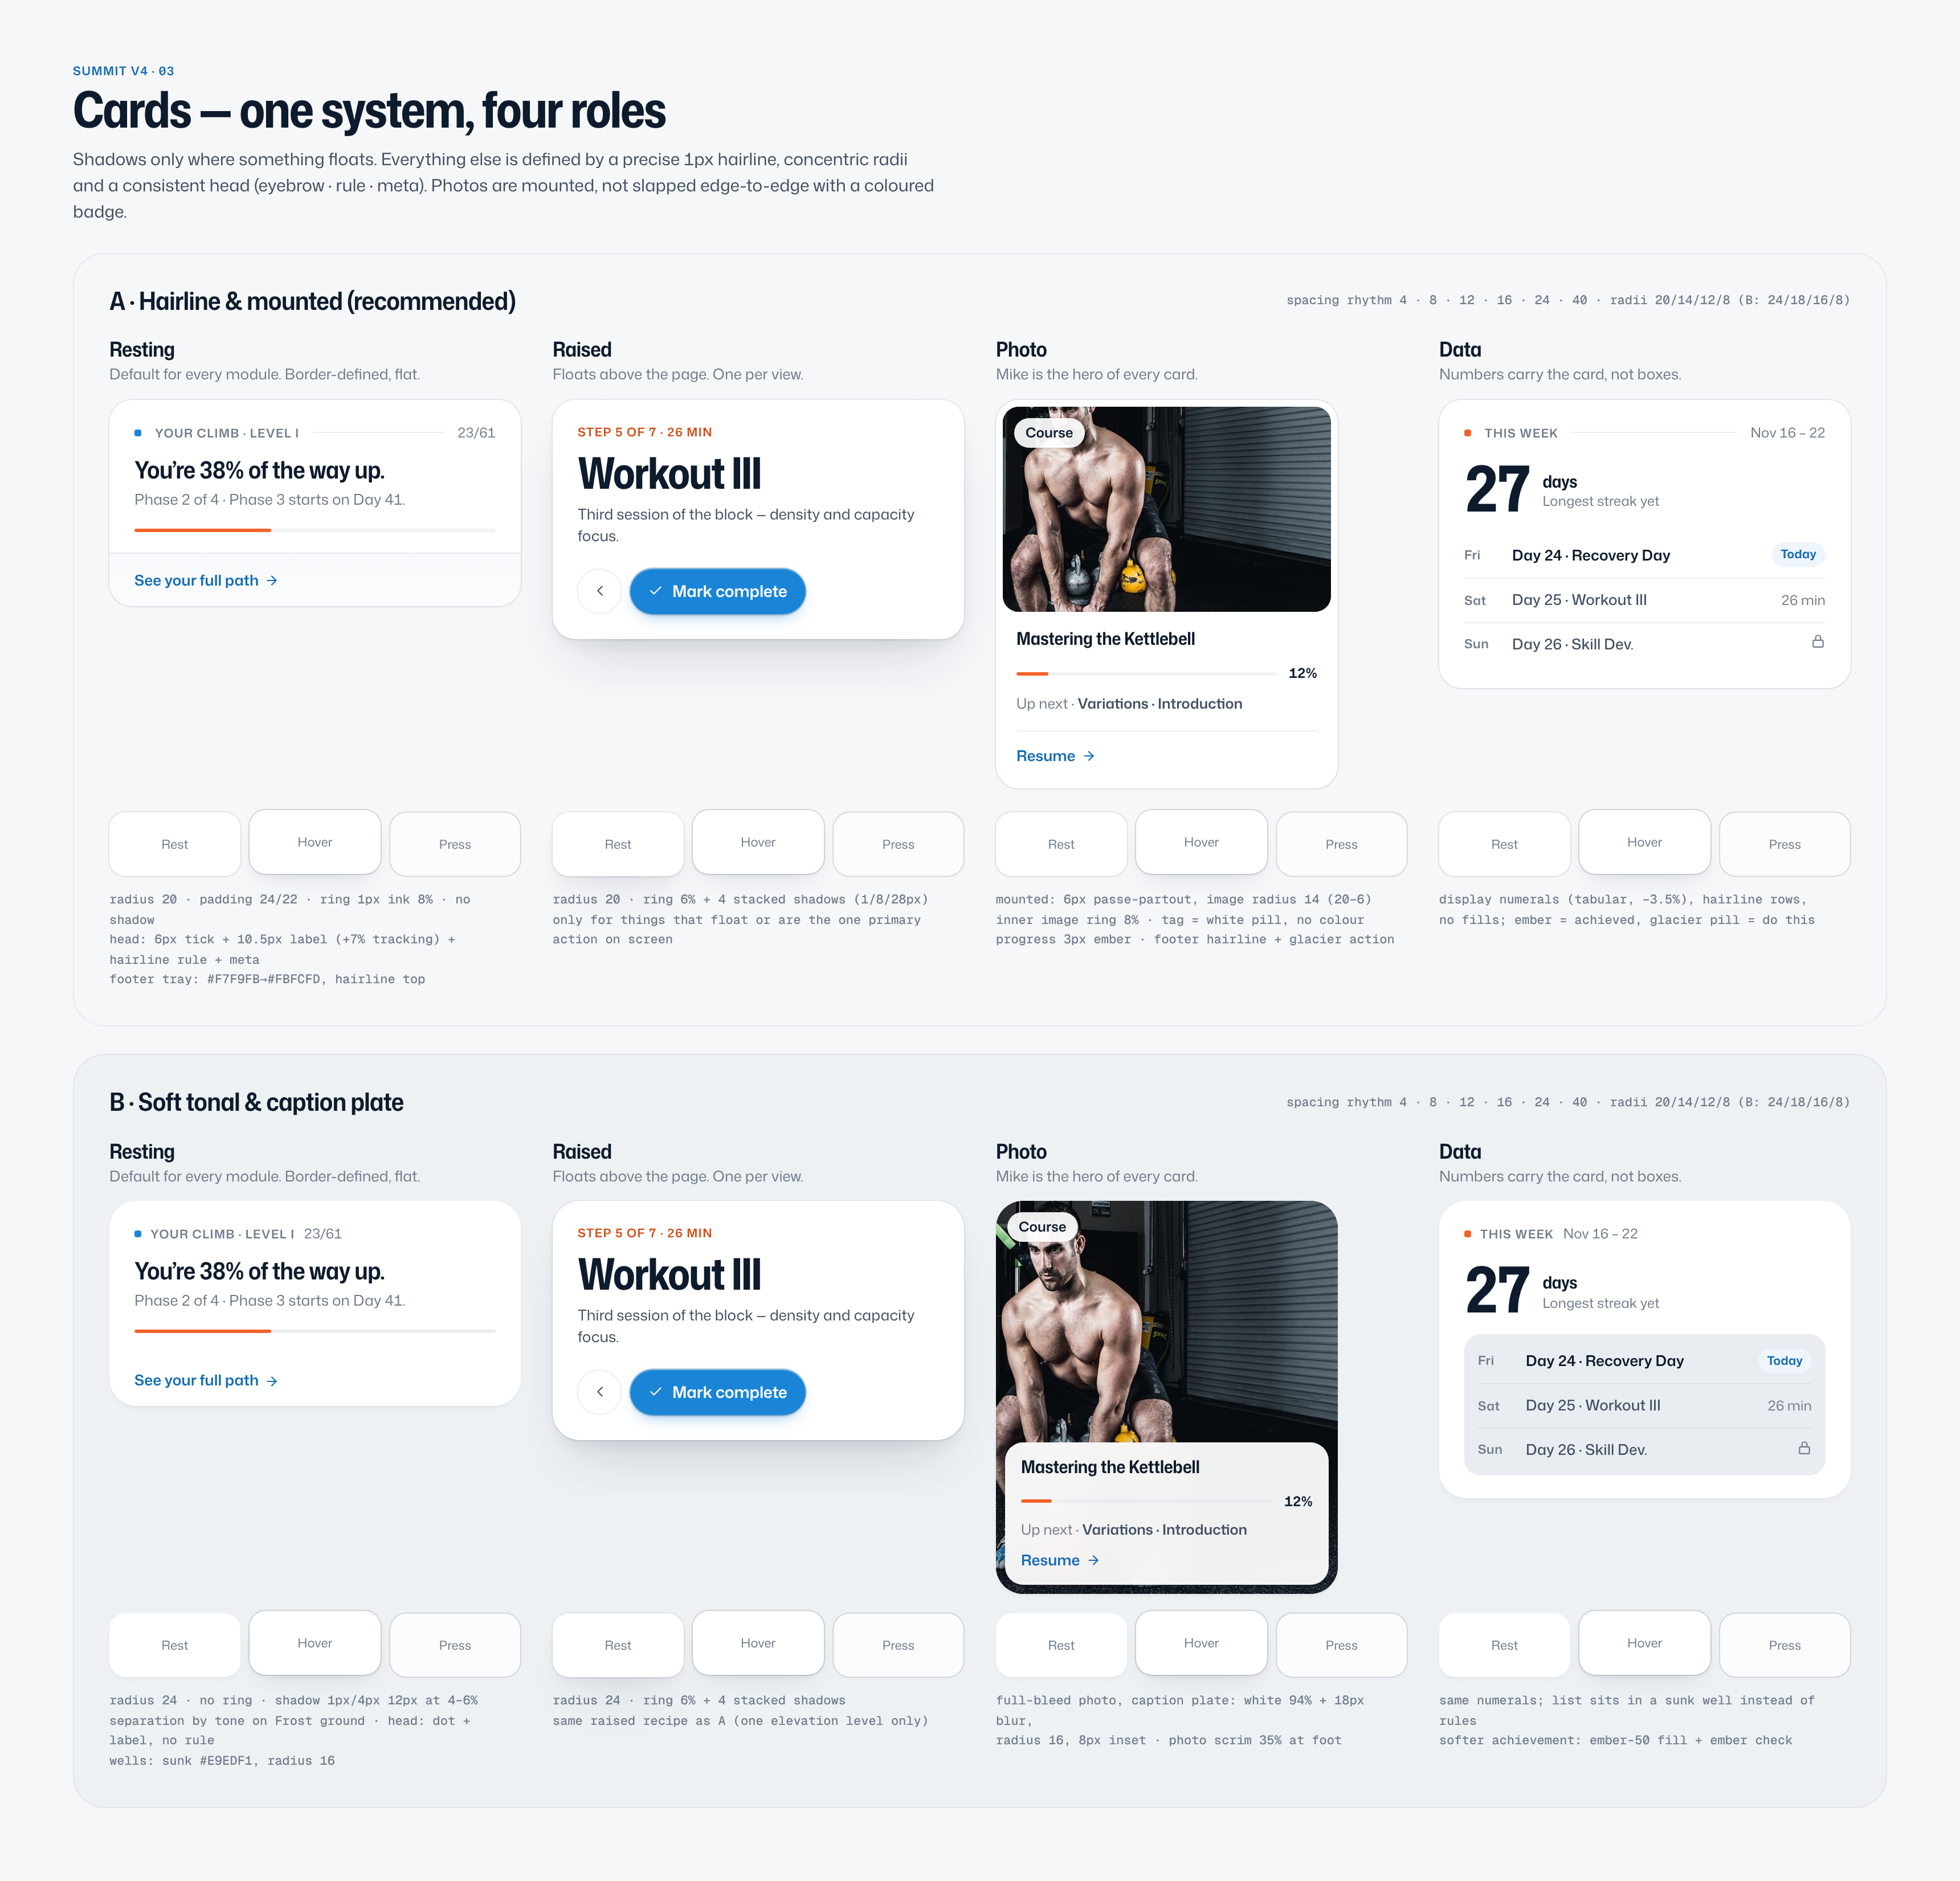 SUMMIT V4 · 03
Cards — one system, four roles
Shadows only where something floats. Everything else is defined by a precise 1px hairline, concentric radii
and a consistent head (eyebrow · rule · meta). Photos are mounted, not slapped edge-to-edge with a coloured
badge.
A · Hairline & mounted (recommended)
spacing rhythm 4 · 8 · 12 · 16 · 24 · 40 · radii 20/14/12/8 (B: 24/18/16/8)
Resting
Default for every module. Border-defined, flat.
YOUR CLIMB · LEVEL I
23/61
You’re 38% of the way up.
Phase 2 of 4 · Phase 3 starts on Day 41.
See your full path →
Rest
Hover
Press
radius 20 · padding 24/22 · ring 1px ink 8% · no
shadow
head: 6px tick + 10.5px label (+7% tracking) +
hairline rule + meta
footer tray: #F7F9FB→#FBFCFD, hairline top
Raised
Floats above the page. One per view.
STEP 5 OF 7 · 26 MIN
Workout III
Third session of the block — density and capacity
focus.
Mark complete
Rest
Hover
Press
radius 20 · ring 6% + 4 stacked shadows (1/8/28px)
only for things that float or are the one primary
action on screen
Photo
Mike is the hero of every card.
Course
Mastering the Kettlebell
12%
Up next · Variations · Introduction
Resume →
Rest
Hover
Press
mounted: 6px passe-partout, image radius 14 (20–6)
inner image ring 8% · tag = white pill, no colour
progress 3px ember · footer hairline + glacier action
Data
Numbers carry the card, not boxes.
THIS WEEK
Nov 16 – 22
27
days
Longest streak yet
Fri Day 24 · Recovery Day Today
Sat Day 25 · Workout III 26 min
Sun Day 26 · Skill Dev.
Rest
Hover
Press
display numerals (tabular, −3.5%), hairline rows,
no fills; ember = achieved, glacier pill = do this
B · Soft tonal & caption plate
spacing rhythm 4 · 8 · 12 · 16 · 24 · 40 · radii 20/14/12/8 (B: 24/18/16/8)
Resting
Default for every module. Border-defined, flat.
YOUR CLIMB · LEVEL I 23/61
You’re 38% of the way up.
Phase 2 of 4 · Phase 3 starts on Day 41.
See your full path →
Rest
Hover
Press
radius 24 · no ring · shadow 1px/4px 12px at 4–6%
separation by tone on Frost ground · head: dot +
label, no rule
wells: sunk #E9EDF1, radius 16
Raised
Floats above the page. One per view.
STEP 5 OF 7 · 26 MIN
Workout III
Third session of the block — density and capacity
focus.
Mark complete
Rest
Hover
Press
radius 24 · ring 6% + 4 stacked shadows
same raised recipe as A (one elevation level only)
Photo
Mike is the hero of every card.
Course
Mastering the Kettlebell
12%
Up next · Variations · Introduction
Resume →
Rest
Hover
Press
full-bleed photo, caption plate: white 94% + 18px
blur,
radius 16, 8px inset · photo scrim 35% at foot
Data
Numbers carry the card, not boxes.
THIS WEEK Nov 16 – 22
27
days
Longest streak yet
Fri Day 24 · Recovery Day Today
Sat Day 25 · Workout III 26 min
Sun Day 26 · Skill Dev.
Rest
Hover
Press
same numerals; list sits in a sunk well instead of
rules
softer achievement: ember-50 fill + ember check